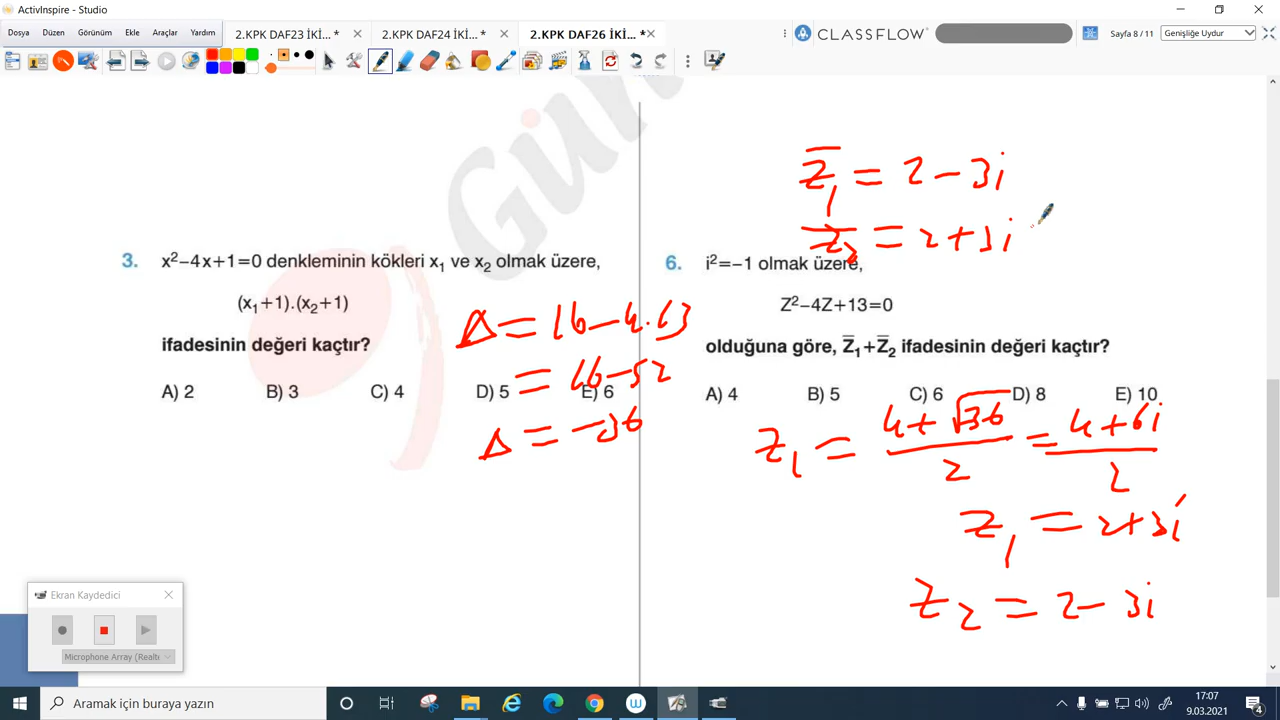 ActivInspire - Studio
Dosya Düzen Görünüm Ekle Araçlar Yardım
2.KPK DAF23 İKİ... *
2.KPK DAF24 İKİ... *
2.KPK DAF26 İKİ... *
CLASSFLOW
Sayfa 8 / 11
Genişliğe Uydur
Gün
3. x²−4x+1=0 denkleminin kökleri x₁ ve x₂ olmak üzere,
(x₁+1).(x₂+1)
ifadesinin değeri kaçtır?
A) 2 B) 3 C) 4 D) 5 E) 6
Δ = 16−4.13
= 16−52
Δ = −36
Z̅₁ = 2−3i
Z̅₂ = 2+3i
6. i²=−1 olmak üzere,
Z²−4Z+13=0
olduğuna göre, Z̅₁+Z̅₂ ifadesinin değeri kaçtır?
A) 4 B) 5 C) 6 D) 8 E) 10
Z₁ = (4+√−36)/2 = (4+6i)/2
Z₁ = 2+3i
Z₂ = 2−3i
Ekran Kaydedici
Microphone Array (Realte
Aramak için buraya yazın
17:07
9.03.2021
4